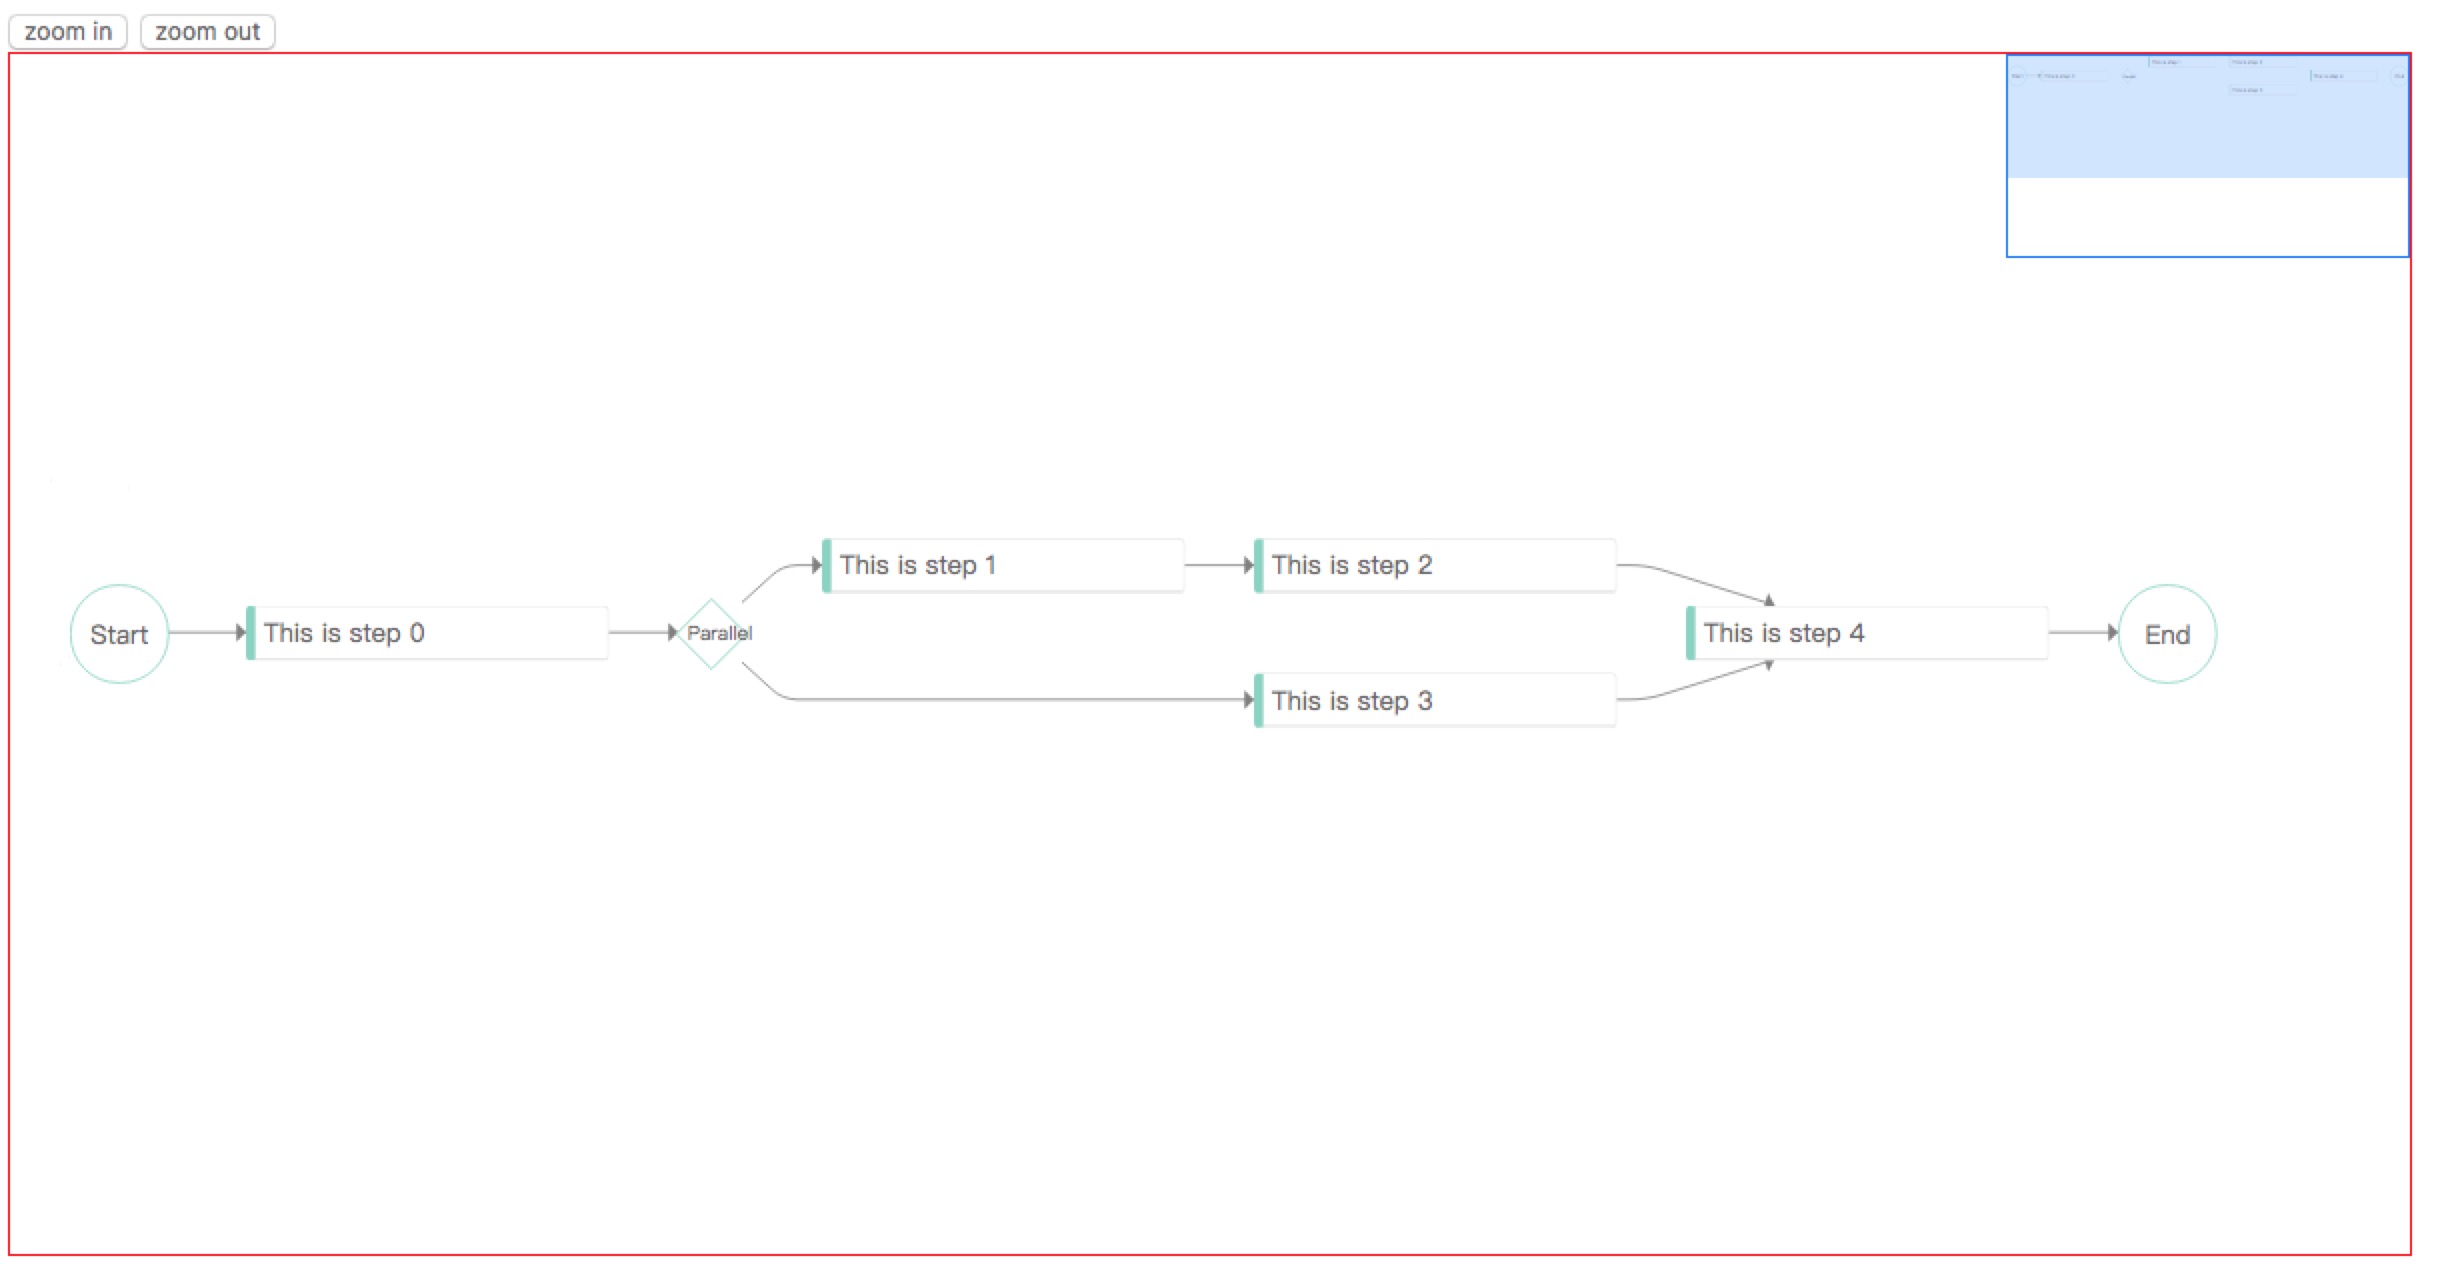 zoom in
zoom out
Start
This is step 0
Parallel
This is step 1
This is step 2
This is step 3
This is step 4
End